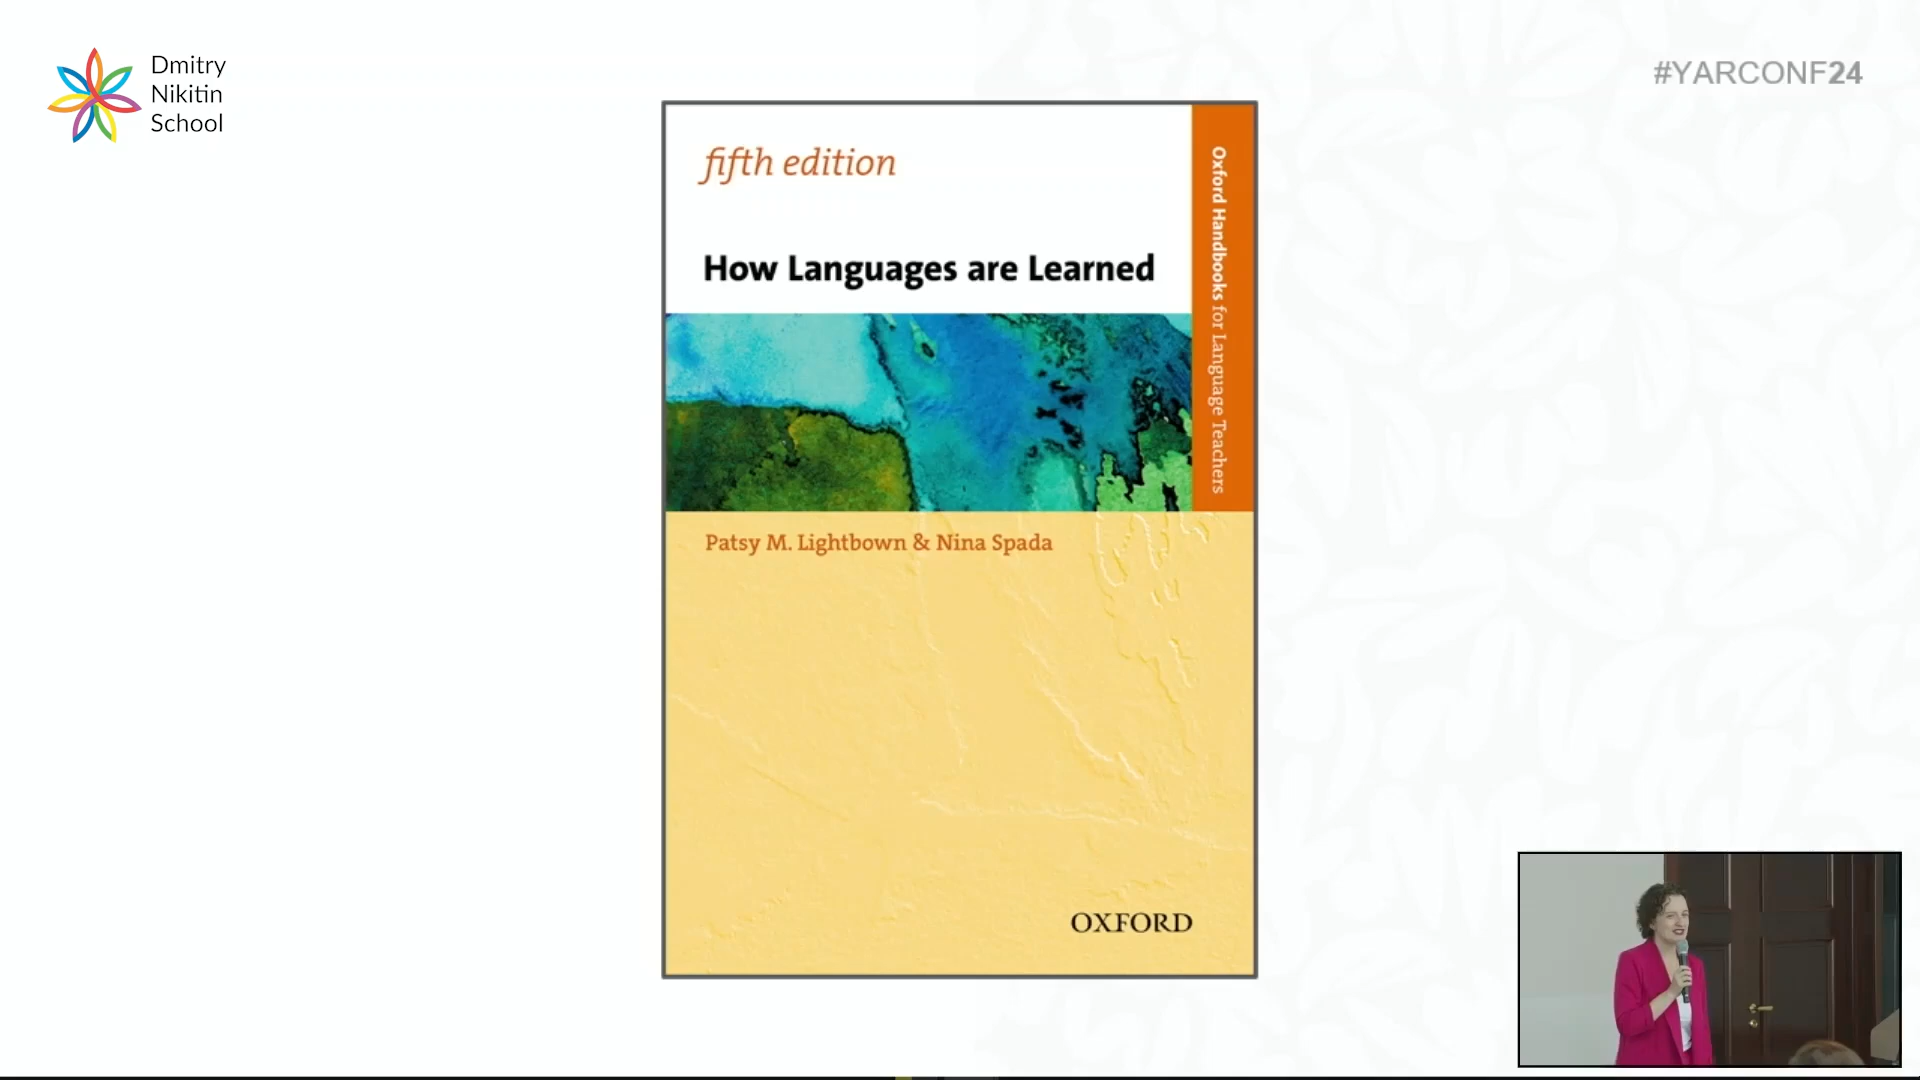 Dmitry
Nikitin
School
#YARCONF24
fifth edition
How Languages are Learned
Oxford Handbooks for Language Teachers
Patsy M. Lightbown & Nina Spada
OXFORD